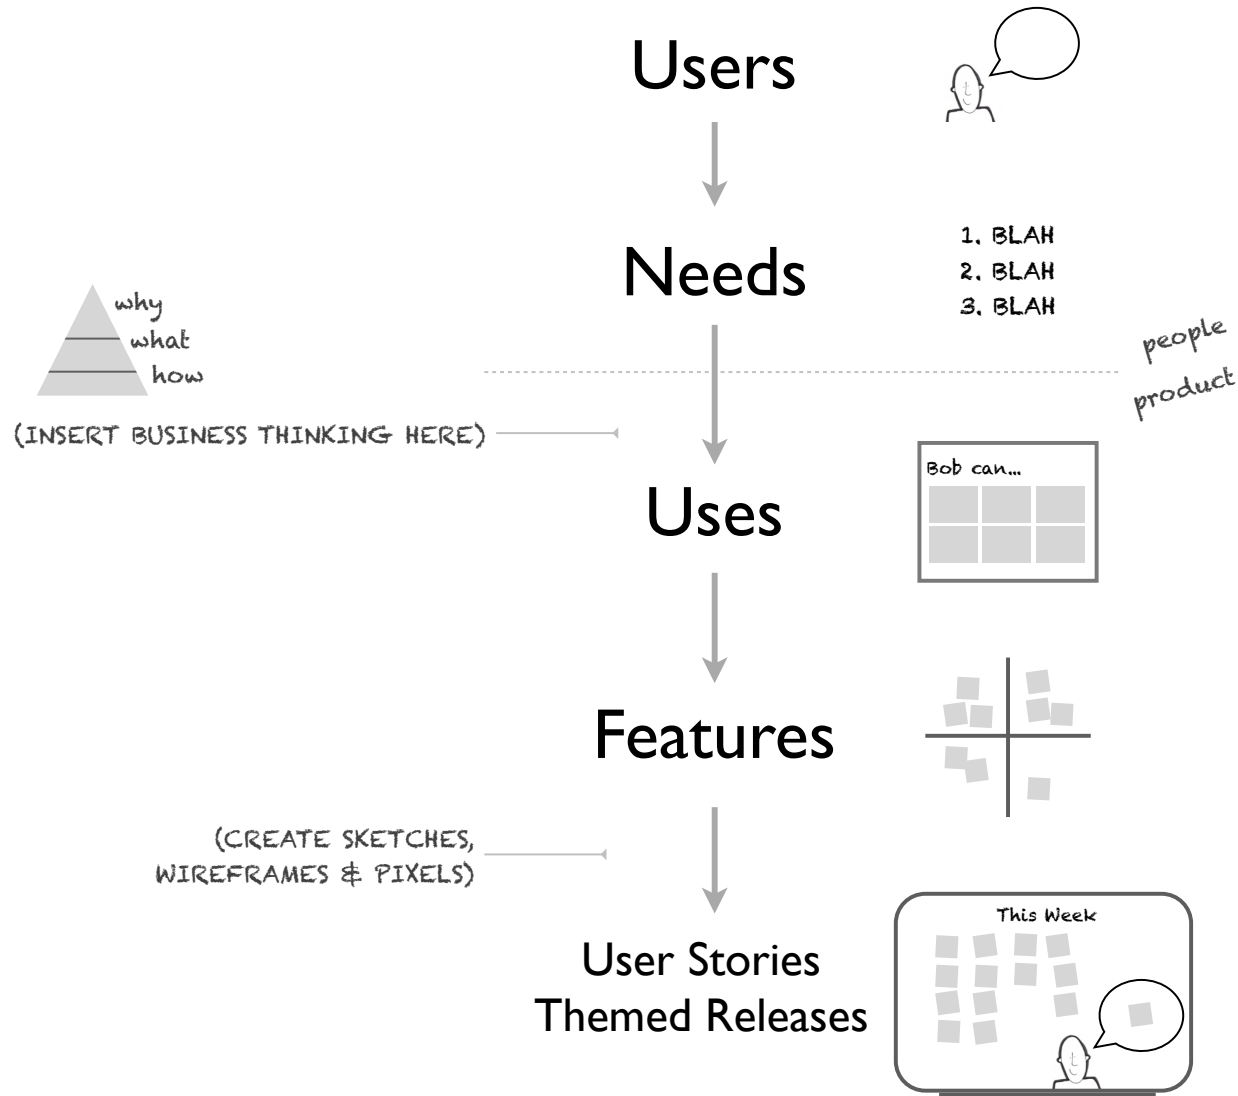 Users
Needs
1. BLAH
2. BLAH
3. BLAH
why
what
how
people
product
(INSERT BUSINESS THINKING HERE)
Uses
Bob can...
Features
(CREATE SKETCHES,
WIREFRAMES & PIXELS)
User Stories
Themed Releases
This Week